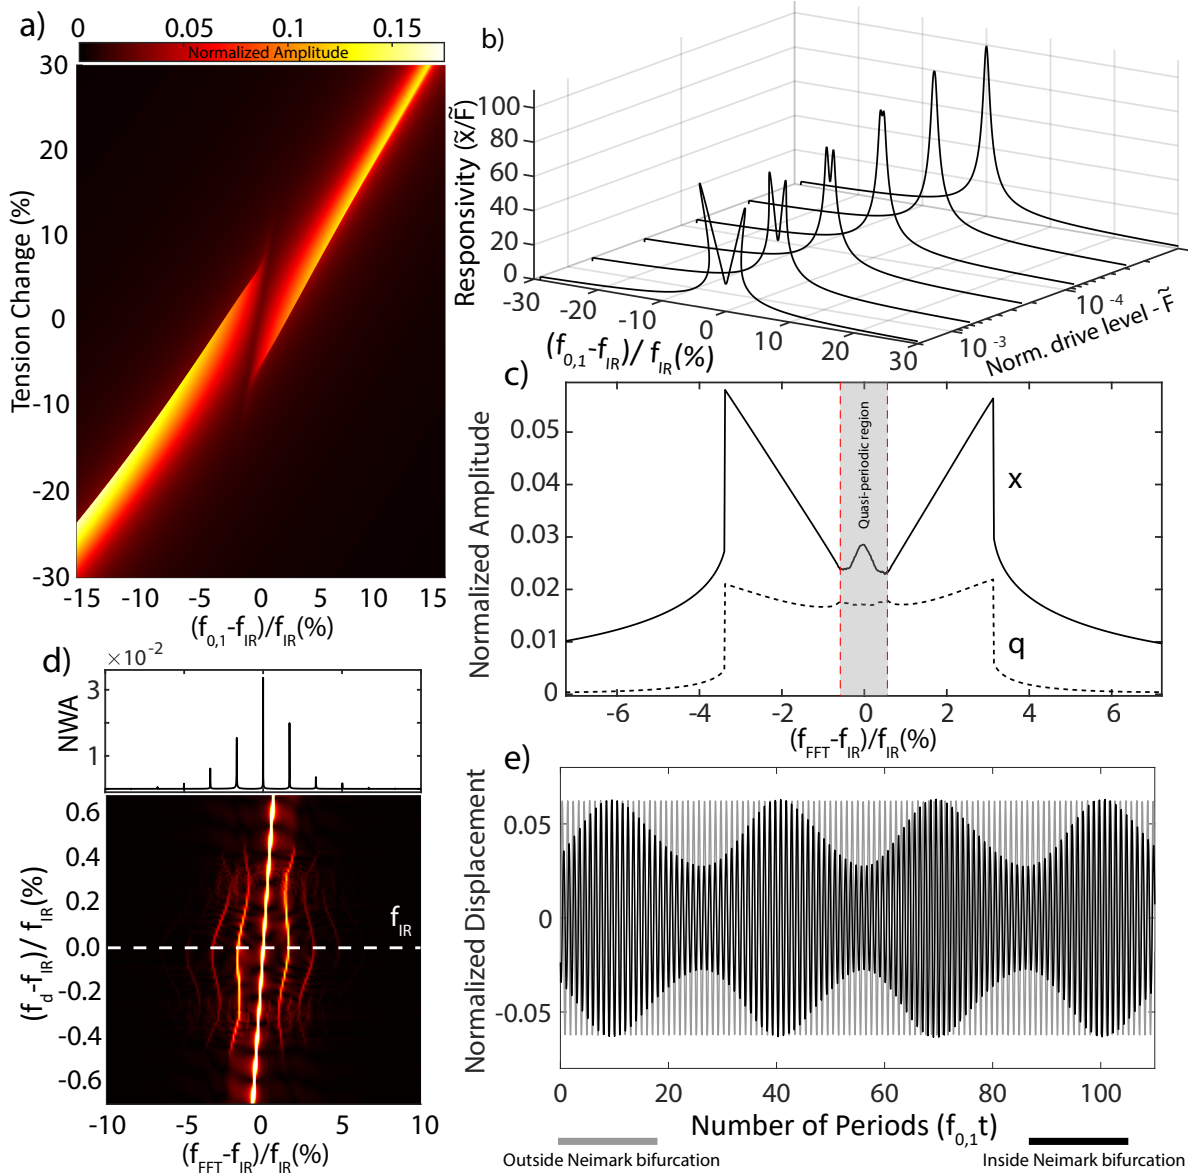 a)
0 0.05 0.1 0.15
Normalized Amplitude
30
20
10
0
-10
-20
-30
Tension Change (%)
-15 -10 -5 0 5 10 15
(f0,1-fIR)/fIR(%)
b)
Responsivity (x̃/F̃)
100
80
60
40
20
0
-30 -20 -10 0 10 20 30
(f0,1-fIR)/ fIR(%)
10-4
10-3
Norm. drive level - F̃
c)
Normalized Amplitude
0.05
0.04
0.03
0.02
0.01
0
Quasi-periodic region
x
q
-6 -4 -2 0 2 4 6
(fFFT-fIR)/fIR(%)
d)
×10-2
NWA
3
1
0.6
0.4
0.2
0.0
-0.2
-0.4
-0.6
(fd-fIR)/ fIR(%)
fIR
-10 -5 0 5 10
(fFFT-fIR)/fIR(%)
e)
Normalized Displacement
0.05
0
-0.05
0 20 40 60 80 100
Number of Periods (f0,1t)
Outside Neimark bifurcation
Inside Neimark bifurcation